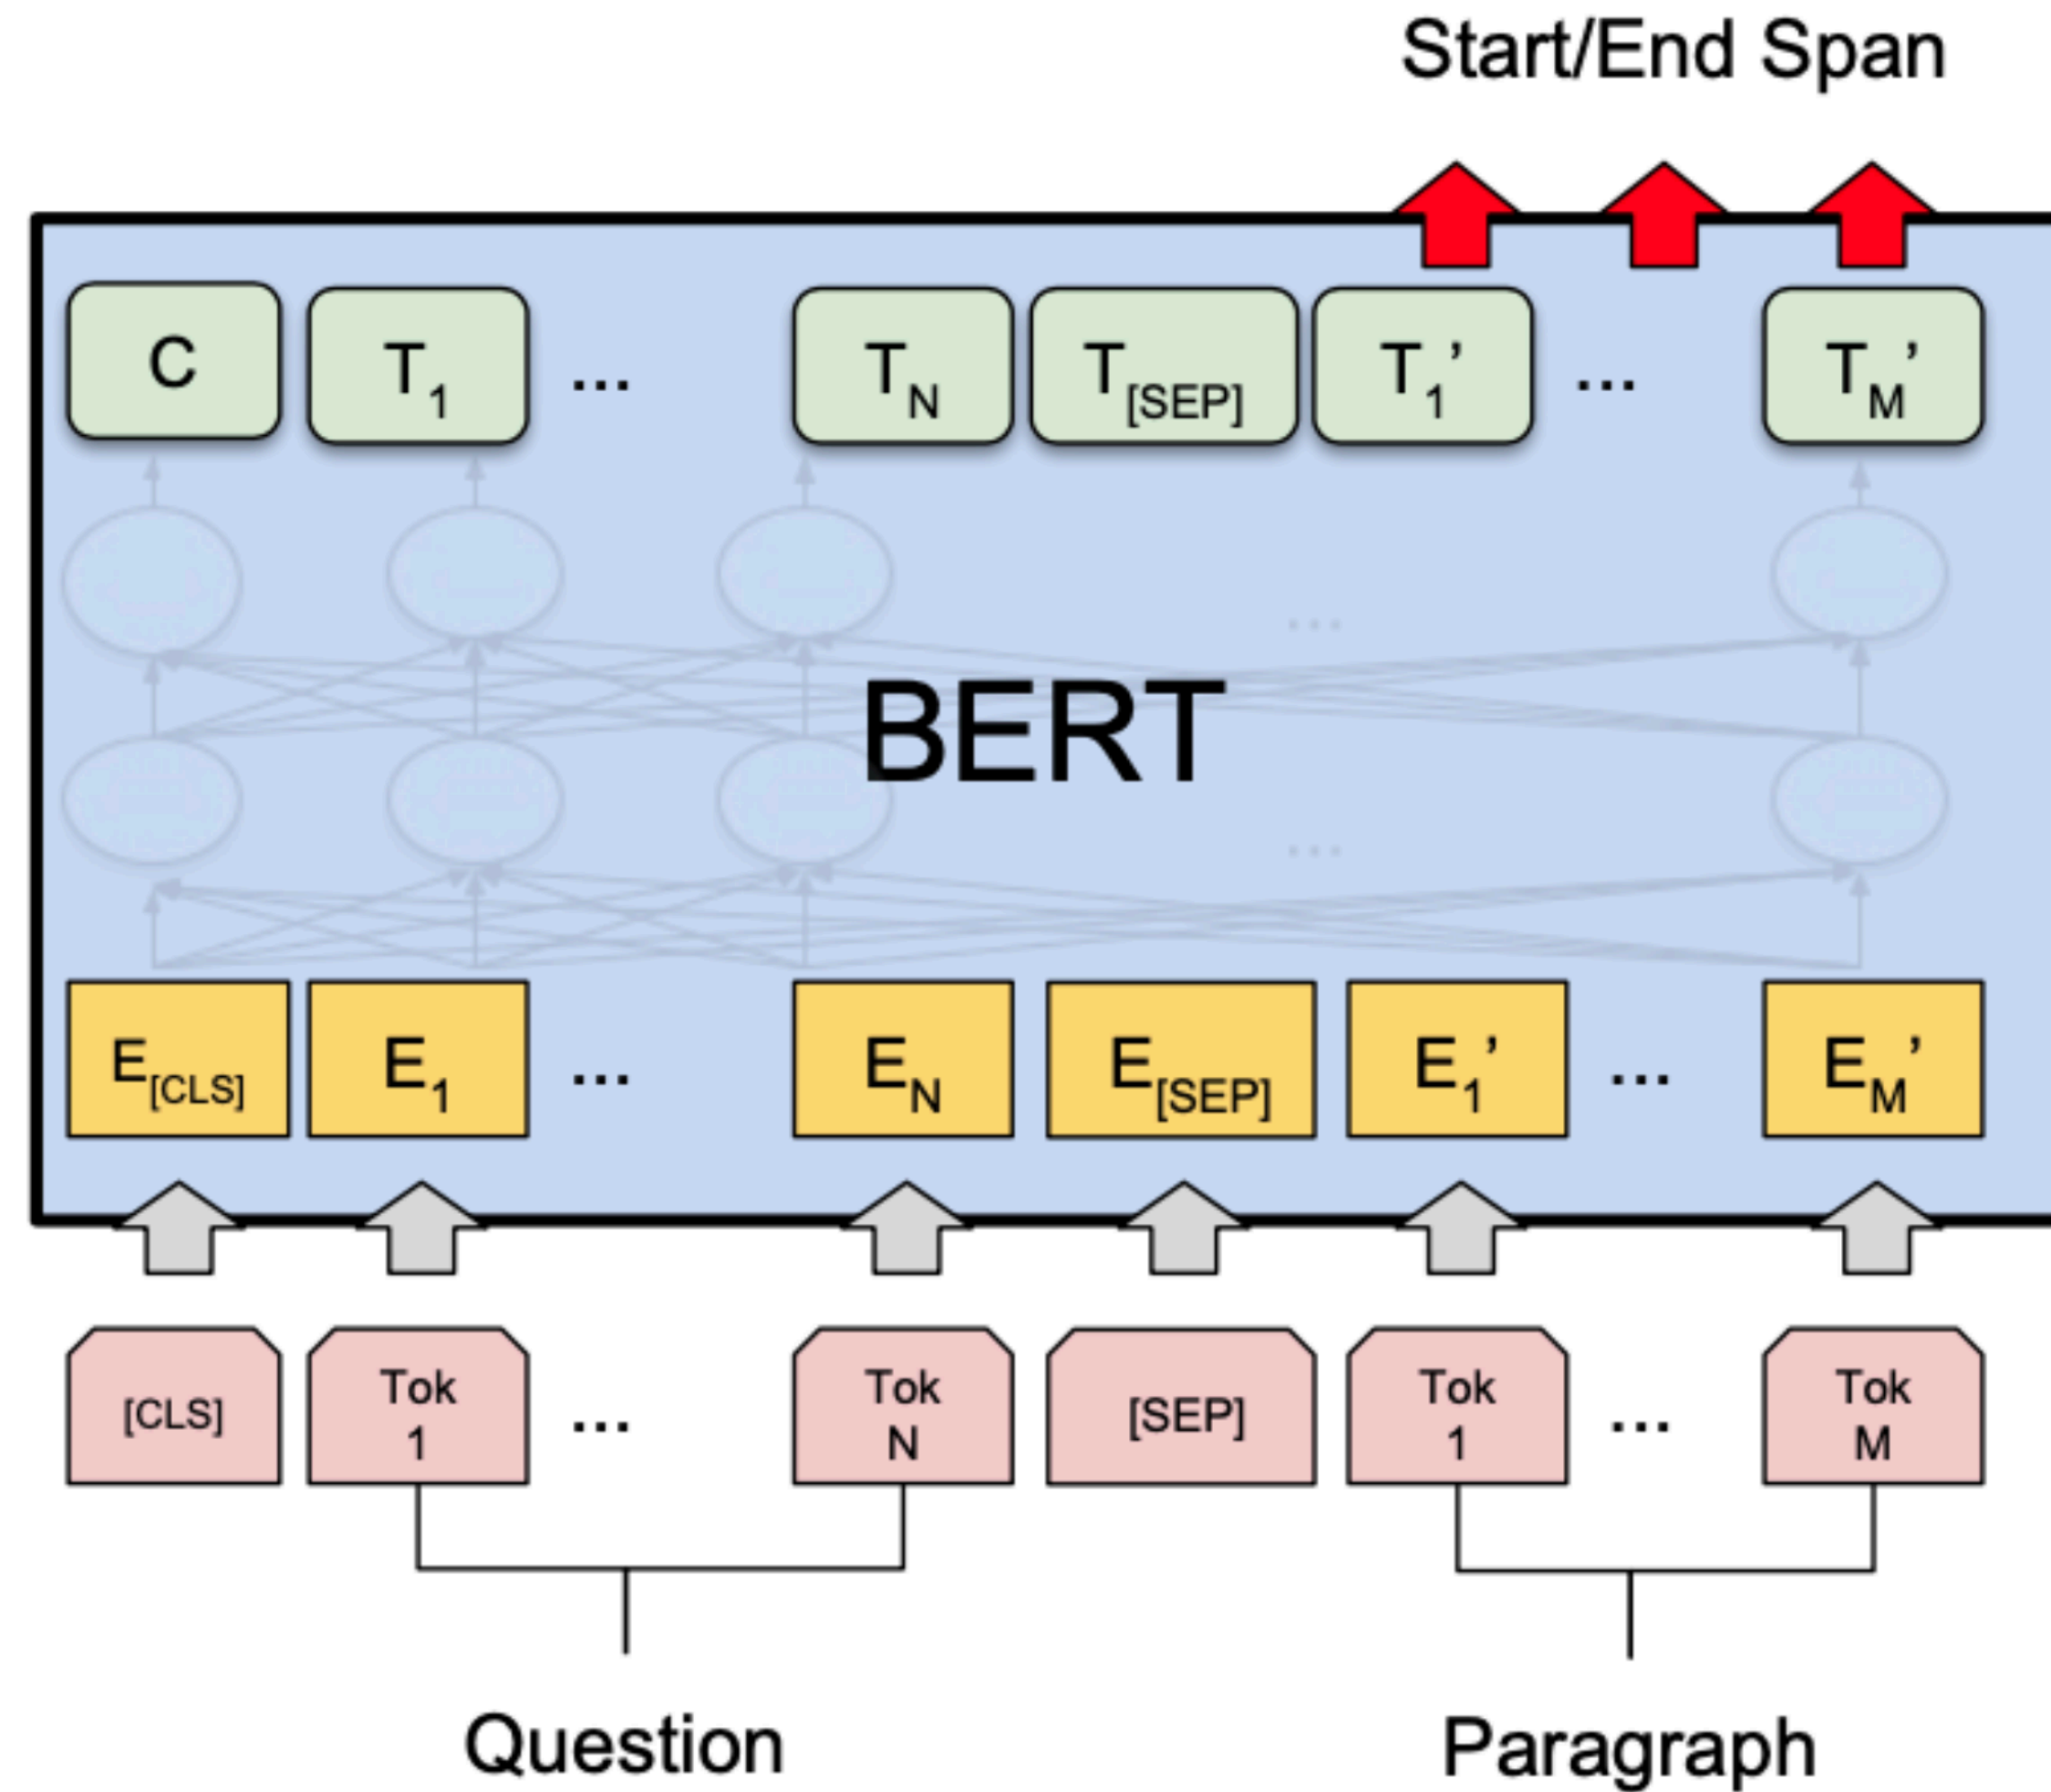 Start/End Span
C T1 ... TN T[SEP] T1’ ... TM’
...
BERT
...
E[CLS] E1 ... EN E[SEP] E1’ ... EM’
[CLS] Tok 1 ... Tok N [SEP] Tok 1 ... Tok M
Question Paragraph